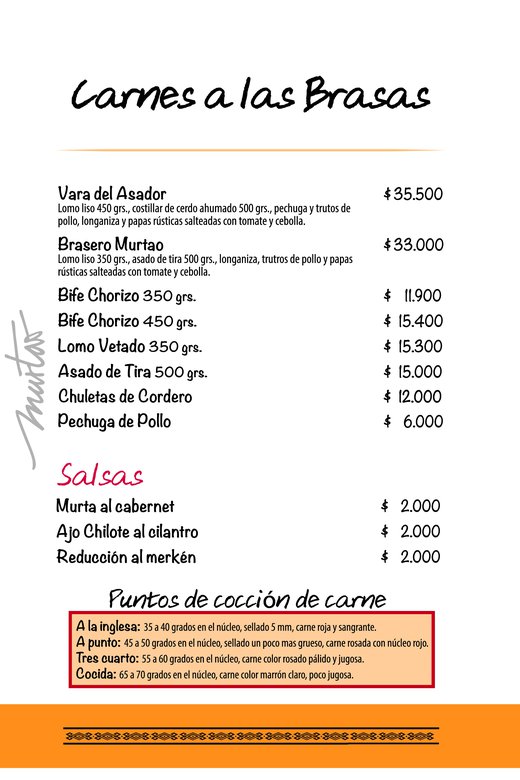 Carnes a las Brasas
Vara del Asador $ 35.500
Lomo liso 450 grs., costillar de cerdo ahumado 500 grs., pechuga y trutos de
pollo, longaniza y papas rústicas salteadas con tomate y cebolla.
Brasero Murtao $ 33.000
Lomo liso 350 grs., asado de tira 500 grs., longaniza, trutros de pollo y papas
rústicas salteadas con tomate y cebolla.
Bife Chorizo 350 grs. $ 11.900
Bife Chorizo 450 grs. $ 15.400
Lomo Vetado 350 grs. $ 15.300
Asado de Tira 500 grs. $ 15.000
Chuletas de Cordero $ 12.000
Pechuga de Pollo $ 6.000
murtao
Salsas
Murta al cabernet $ 2.000
Ajo Chilote al cilantro $ 2.000
Reducción al merkén $ 2.000
Puntos de cocción de carne
A la inglesa: 35 a 40 grados en el núcleo, sellado 5 mm, carne roja y sangrante.
A punto: 45 a 50 grados en el núcleo, sellado un poco mas grueso, carne rosada con núcleo rojo.
Tres cuarto: 55 a 60 grados en el núcleo, carne color rosado pálido y jugosa.
Cocida: 65 a 70 grados en el núcleo, carne color marrón claro, poco jugosa.